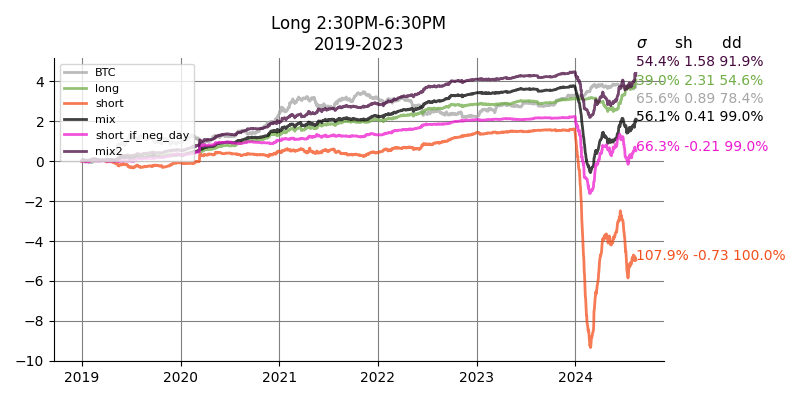 Long 2:30PM-6:30PM
2019-2023
σ sh dd
54.4% 1.58 91.9%
39.0% 2.31 54.6%
65.6% 0.89 78.4%
56.1% 0.41 99.0%
66.3% -0.21 99.0%
107.9% -0.73 100.0%
BTC
long
short
mix
short_if_neg_day
mix2
4
2
0
−2
−4
−6
−8
−10
2019 2020 2021 2022 2023 2024